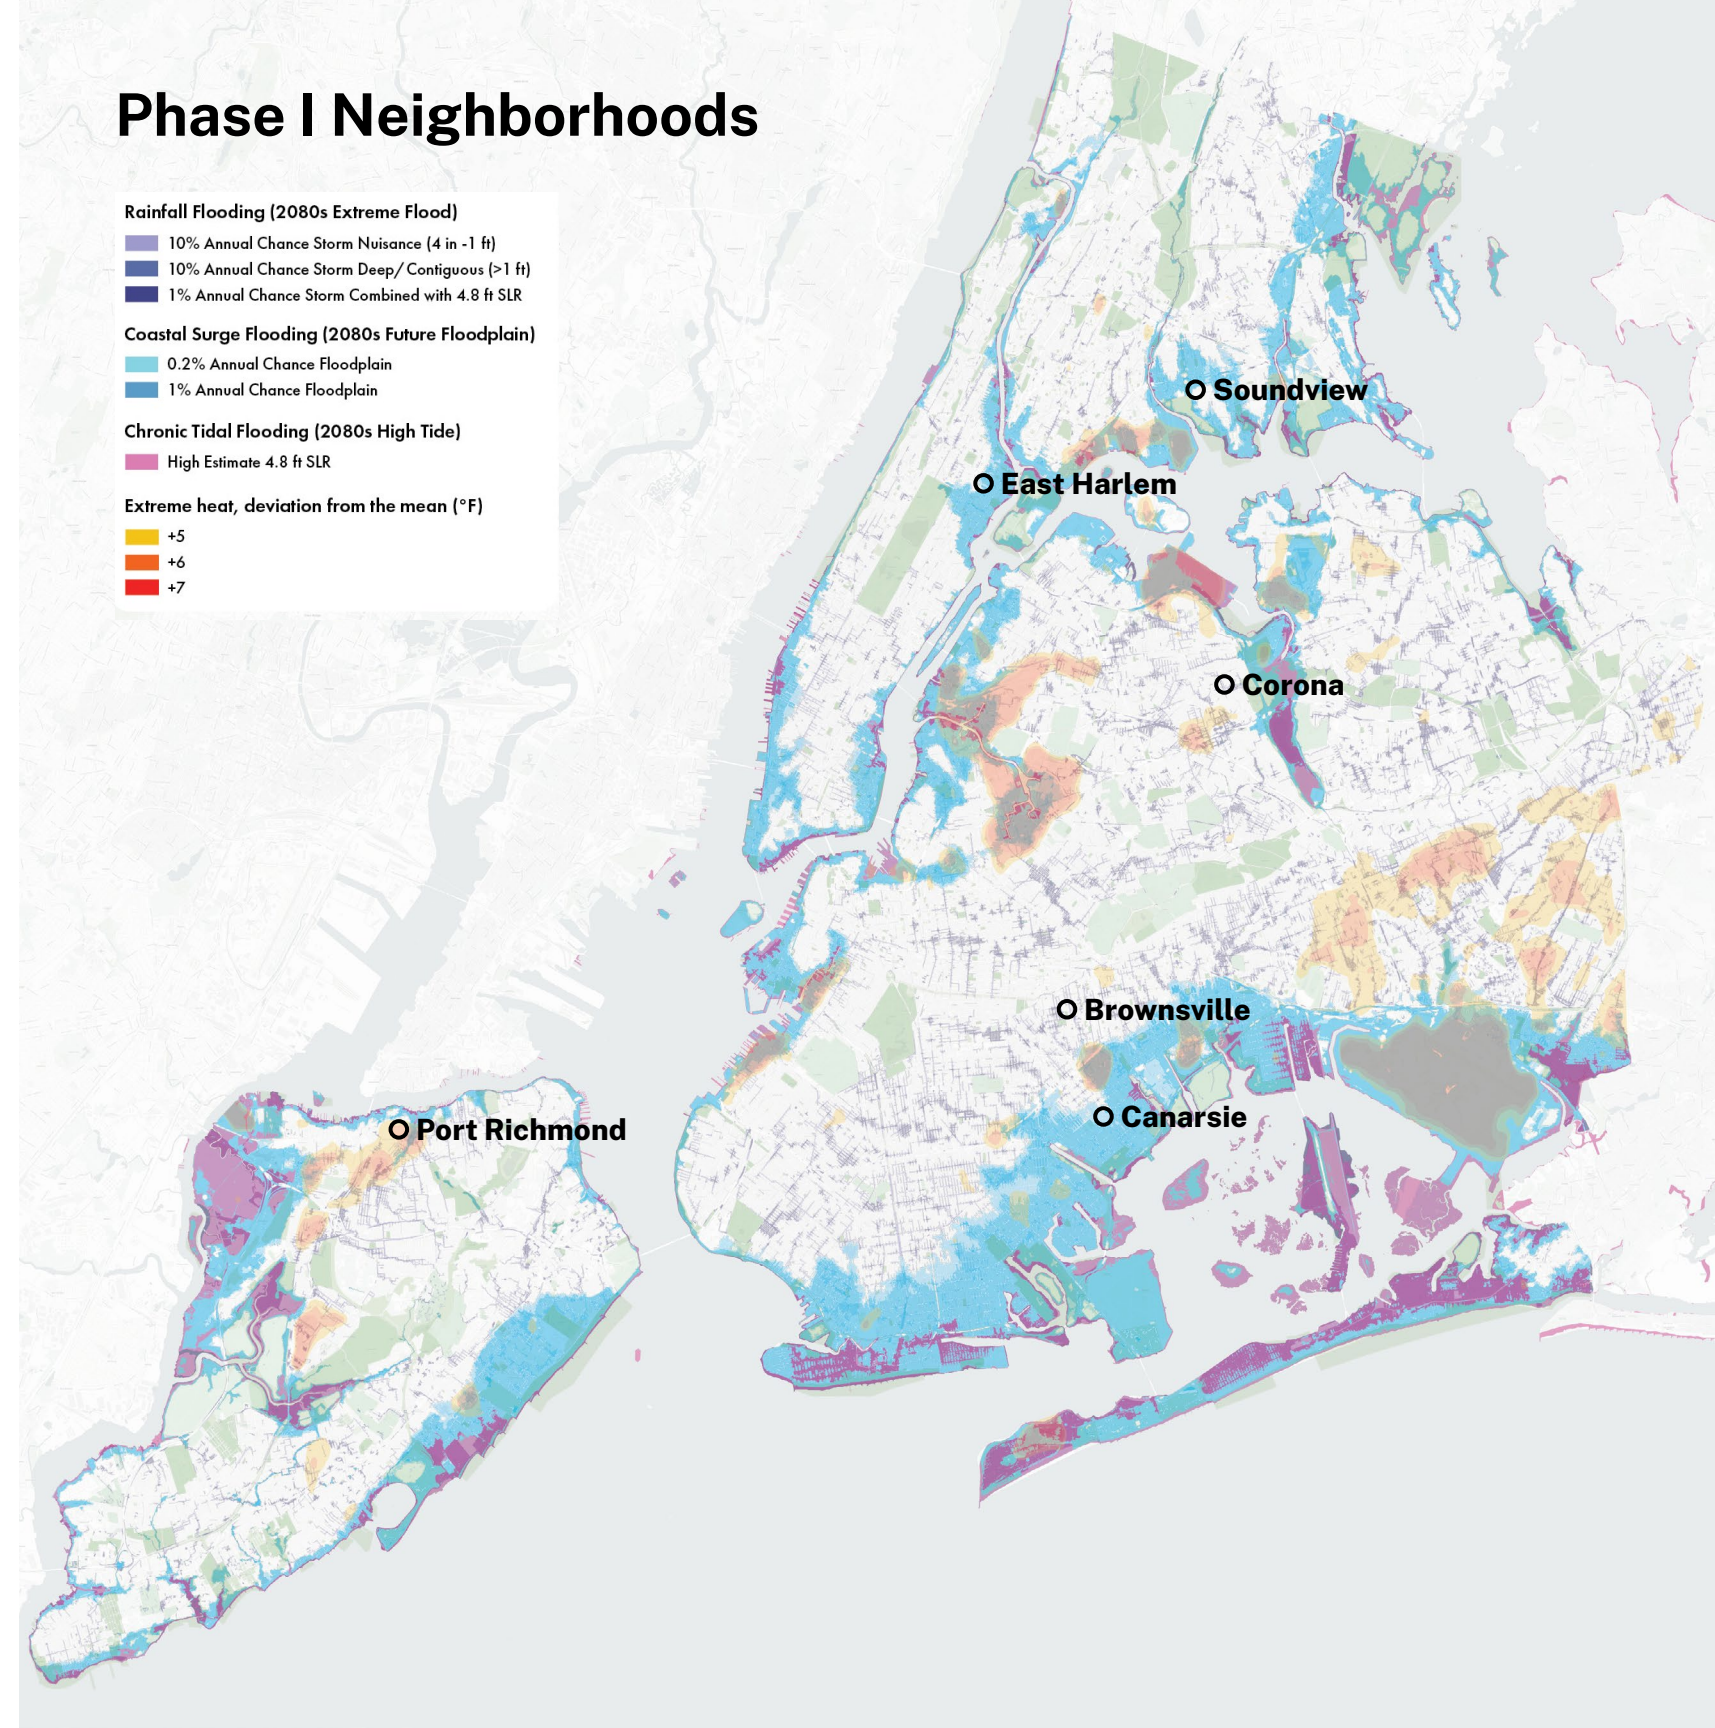 Phase I Neighborhoods
Rainfall Flooding (2080s Extreme Flood)
10% Annual Chance Storm Nuisance (4 in -1 ft)
10% Annual Chance Storm Deep/Contiguous (>1 ft)
1% Annual Chance Storm Combined with 4.8 ft SLR
Coastal Surge Flooding (2080s Future Floodplain)
0.2% Annual Chance Floodplain
1% Annual Chance Floodplain
Chronic Tidal Flooding (2080s High Tide)
High Estimate 4.8 ft SLR
Extreme heat, deviation from the mean (°F)
+5
+6
+7
Soundview
East Harlem
Corona
Brownsville
Canarsie
Port Richmond